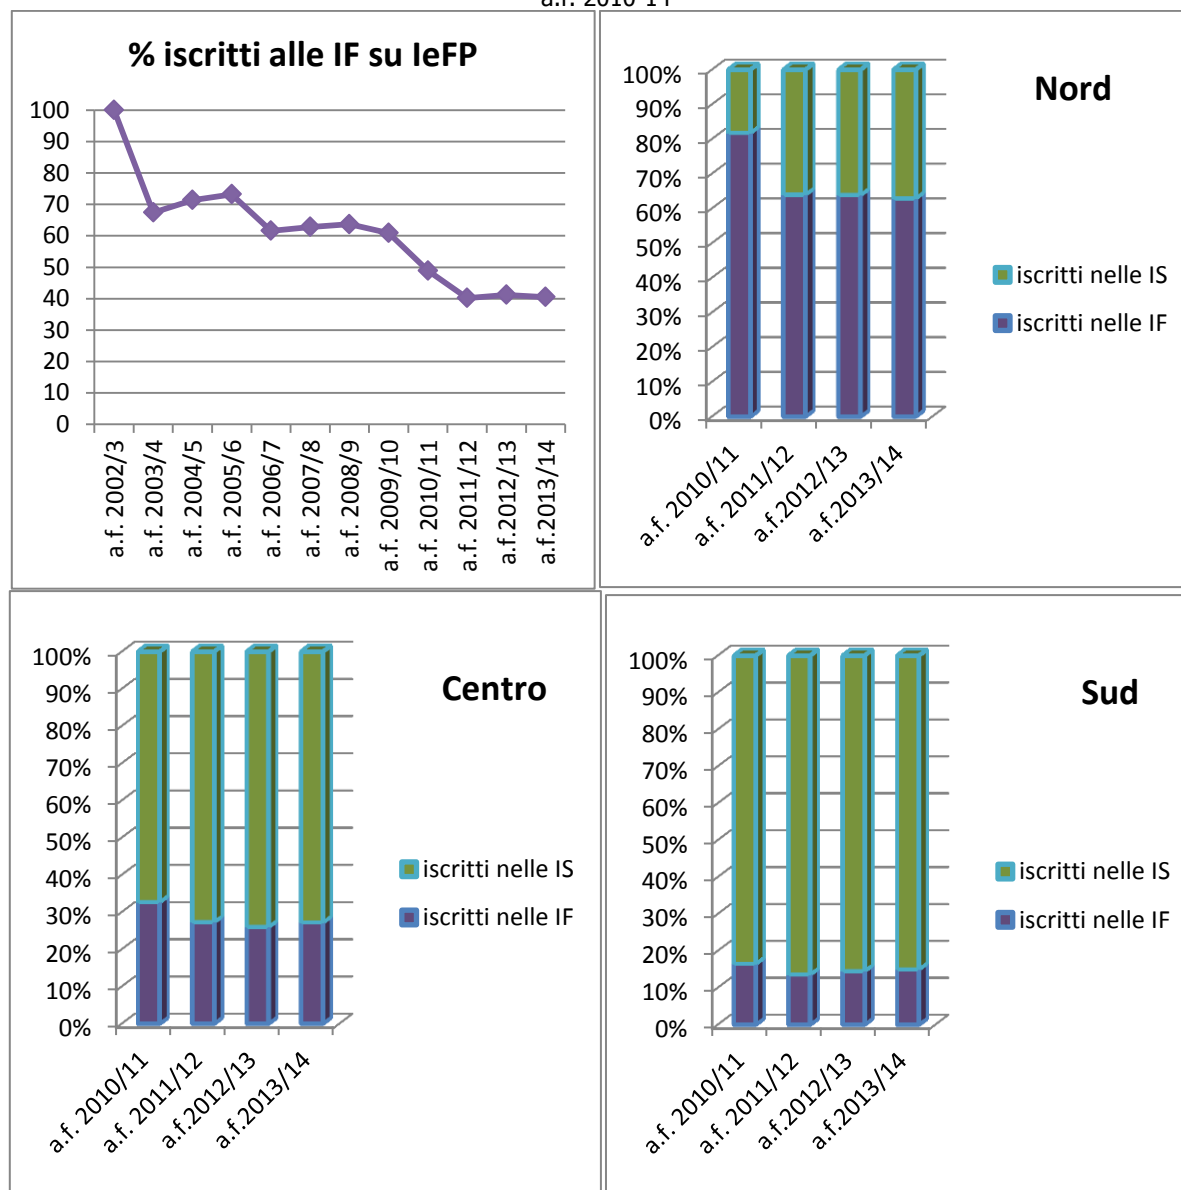 a.f. 2010-14
% iscritti alle IF su IeFP
100
90
80
70
60
50
40
30
20
10
0
a.f. 2002/3
a.f. 2003/4
a.f. 2004/5
a.f. 2005/6
a.f. 2006/7
a.f. 2007/8
a.f. 2008/9
a.f. 2009/10
a.f. 2010/11
a.f. 2011/12
a.f.2012/13
a.f.2013/14
Nord
100%
90%
80%
70%
60%
50%
40%
30%
20%
10%
0%
iscritti nelle IS
iscritti nelle IF
a.f. 2010/11
a.f. 2011/12
a.f.2012/13
a.f.2013/14
Centro
100%
90%
80%
70%
60%
50%
40%
30%
20%
10%
0%
iscritti nelle IS
iscritti nelle IF
a.f. 2010/11
a.f. 2011/12
a.f.2012/13
a.f.2013/14
Sud
100%
90%
80%
70%
60%
50%
40%
30%
20%
10%
0%
iscritti nelle IS
iscritti nelle IF
a.f. 2010/11
a.f. 2011/12
a.f.2012/13
a.f.2013/14